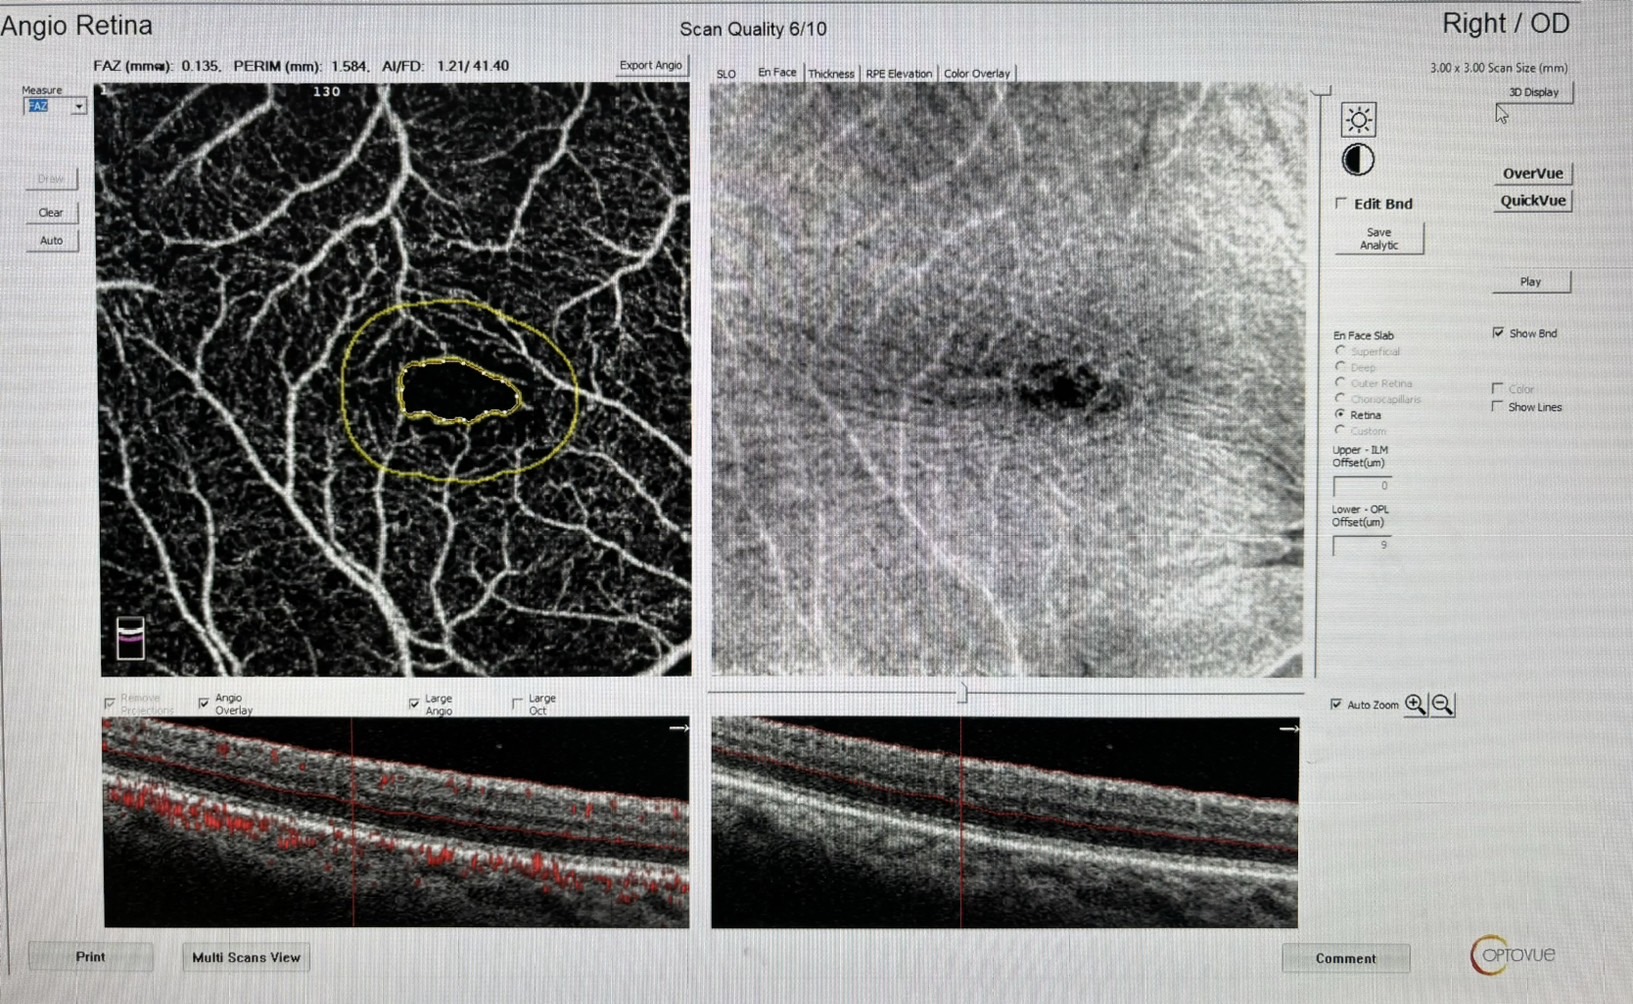 Angio Retina
Scan Quality 6/10
Right / OD
FAZ PERIM (mm): 1.584, AI/FD: 1.21/ 41.40
0.135,
Export Angio
SLO
En Face
Thickness
RPE Elevation
Color Overlay
3.00 x 3.00 Scan Size (mm)
Measure
FAZ
130
3D Display
Draw
Clear
Auto
OverVue
QuickVue
Edit Bnd
Save
Analytic
Play
Show Bnd
En Face Slab
Superficial
Deep
Outer Retina
Choriocapillaris
Retina
Custom
Color
Show Lines
Upper - ILM
Offset(um)
0
Lower - OPL
Offset(um)
9
Remove
Projections
Angio
Overlay
Large
Angio
Large
Oct
Auto Zoom
Print
Multi Scans View
Comment
OPTOVUE